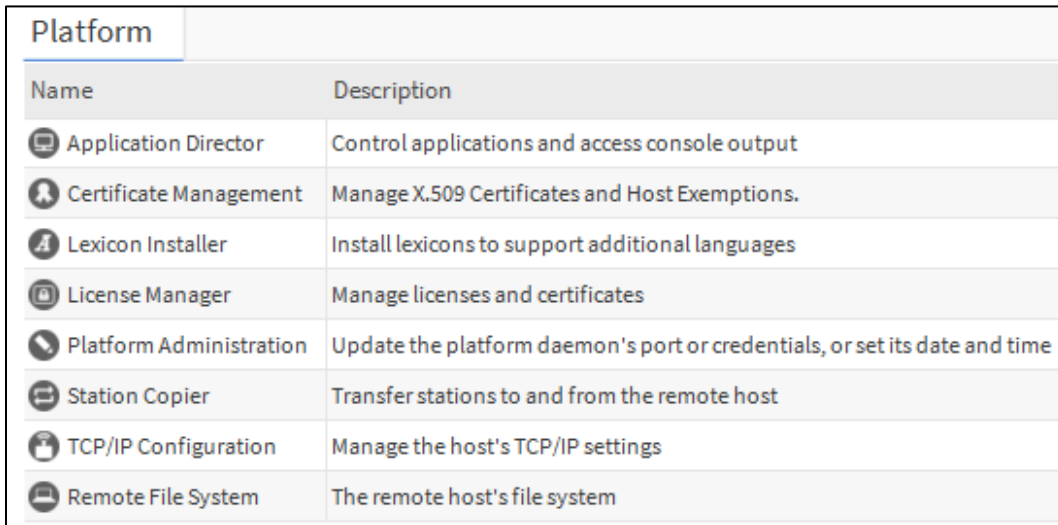 Platform
Name Description
Application Director Control applications and access console output
Certificate Management Manage X.509 Certificates and Host Exemptions.
Lexicon Installer Install lexicons to support additional languages
License Manager Manage licenses and certificates
Platform Administration Update the platform daemon's port or credentials, or set its date and time
Station Copier Transfer stations to and from the remote host
TCP/IP Configuration Manage the host's TCP/IP settings
Remote File System The remote host's file system